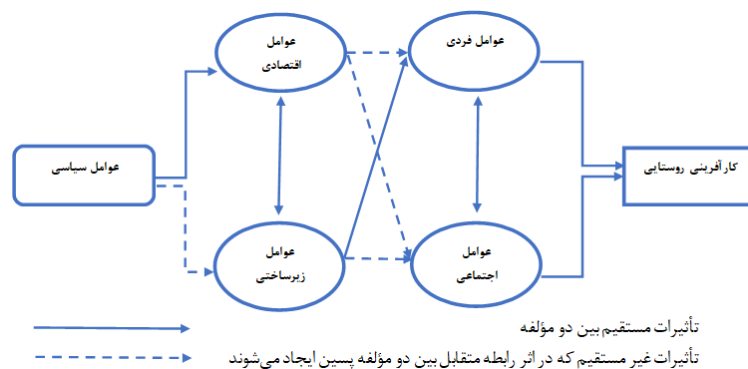 عوامل
اقتصادی
عوامل فردی
عوامل سیاسی
کارآفرینی روستایی
عوامل
زیرساختی
عوامل
اجتماعی
تأثیرات مستقیم بین دو مؤلفه
تأثیرات غیر مستقیم که در اثر رابطه متقابل بین دو مؤلفه پسین ایجاد می‌شوند